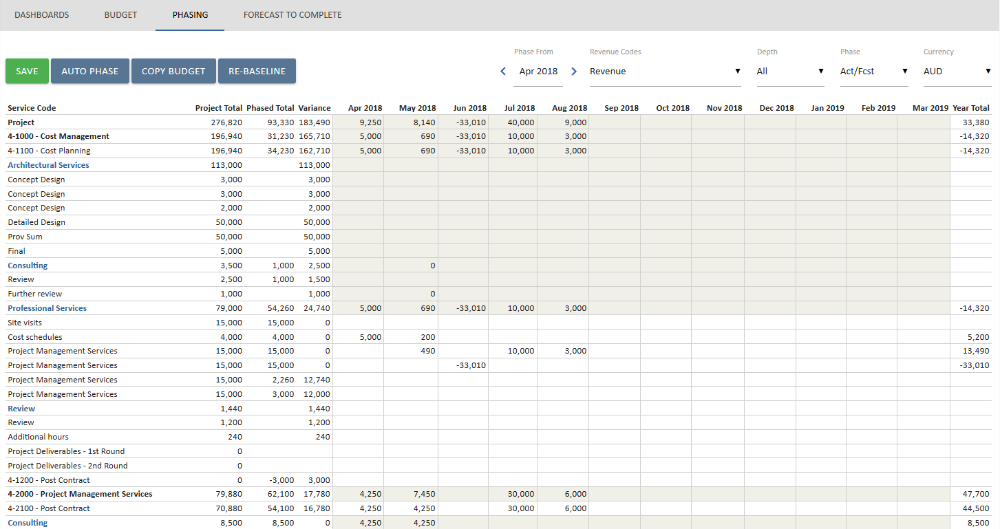 DASHBOARDS BUDGET PHASING FORECAST TO COMPLETE
Phase From Revenue Codes Depth Phase Currency
SAVE AUTO PHASE COPY BUDGET RE-BASELINE Apr 2018 Revenue All Act/Fcst AUD
Service Code Project Total Phased Total Variance Apr 2018 May 2018 Jun 2018 Jul 2018 Aug 2018 Sep 2018 Oct 2018 Nov 2018 Dec 2018 Jan 2019 Feb 2019 Mar 2019 Year Total
Project 276,820 93,330 183,490 9,250 8,140 -33,010 40,000 9,000 33,380
4-1000 - Cost Management 196,940 31,230 165,710 5,000 690 -33,010 10,000 3,000 -14,320
4-1100 - Cost Planning 196,940 34,230 162,710 5,000 690 -33,010 10,000 3,000 -14,320
Architectural Services 113,000 113,000
Concept Design 3,000 3,000
Concept Design 3,000 3,000
Concept Design 2,000 2,000
Detailed Design 50,000 50,000
Prov Sum 50,000 50,000
Final 5,000 5,000
Consulting 3,500 1,000 2,500 0
Review 2,500 1,000 1,500
Further review 1,000 1,000 0
Professional Services 79,000 54,260 24,740 5,000 690 -33,010 10,000 3,000 -14,320
Site visits 15,000 15,000 0
Cost schedules 4,000 4,000 0 5,000 200 5,200
Project Management Services 15,000 15,000 0 490 10,000 3,000 13,490
Project Management Services 15,000 15,000 0 -33,010 -33,010
Project Management Services 15,000 2,260 12,740
Project Management Services 15,000 3,000 12,000
Review 1,440 1,440
Review 1,200 1,200
Additional hours 240 240
Project Deliverables - 1st Round 0
Project Deliverables - 2nd Round 0
4-1200 - Post Contract 0 -3,000 3,000
4-2000 - Project Management Services 79,880 62,100 17,780 4,250 7,450 30,000 6,000 47,700
4-2100 - Post Contract 70,880 54,100 16,780 4,250 4,250 30,000 6,000 44,500
Consulting 8,500 8,500 0 4,250 4,250 8,500